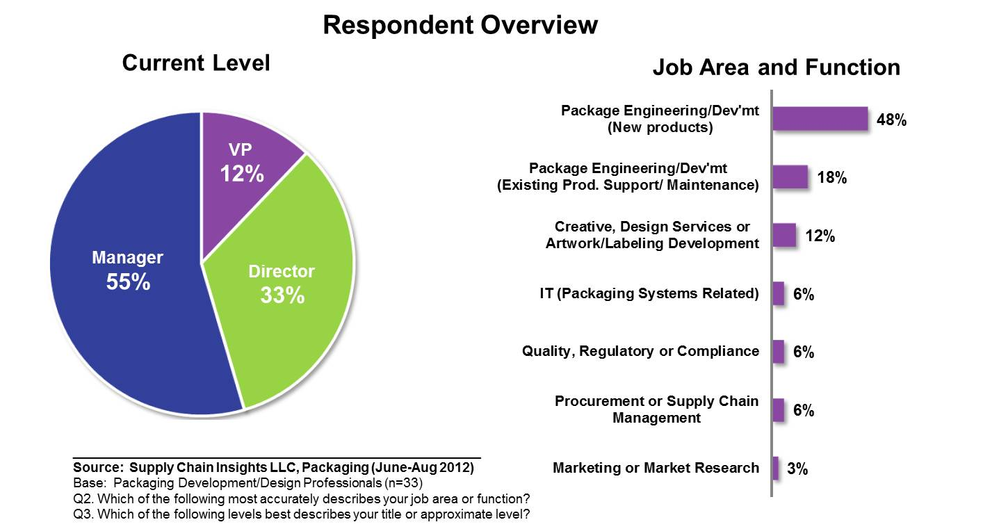 Respondent Overview
Current Level
VP
12%
Manager
55%
Director
33%
Job Area and Function
Package Engineering/Dev'mt
(New products)
48%
Package Engineering/Dev'mt
(Existing Prod. Support/ Maintenance)
18%
Creative, Design Services or
Artwork/Labeling Development
12%
IT (Packaging Systems Related)
6%
Quality, Regulatory or Compliance
6%
Procurement or Supply Chain
Management
6%
Marketing or Market Research
3%
Source: Supply Chain Insights LLC, Packaging (June-Aug 2012)
Base: Packaging Development/Design Professionals (n=33)
Q2. Which of the following most accurately describes your job area or function?
Q3. Which of the following levels best describes your title or approximate level?